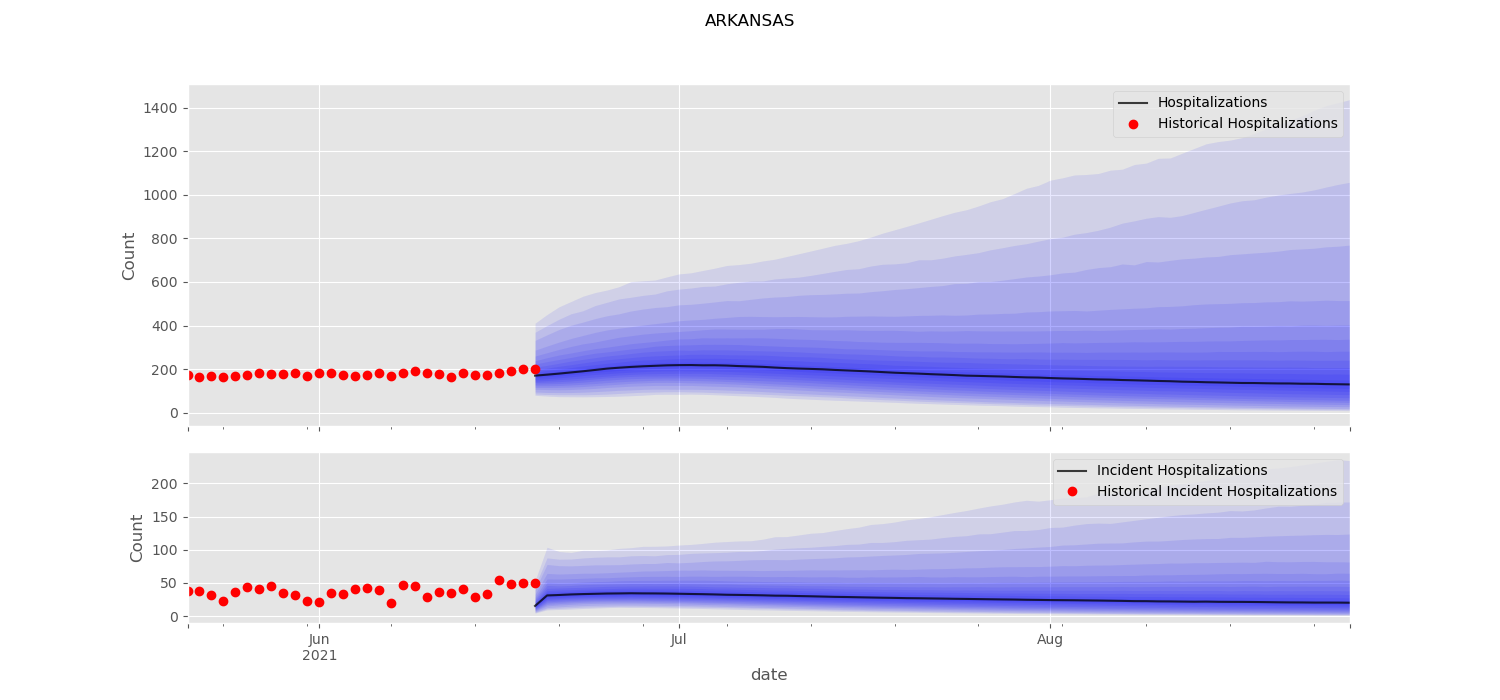 ARKANSAS
1400
1200
1000
800
600
400
200
0
Count
Hospitalizations
Historical Hospitalizations
200
150
100
50
0
Count
Incident Hospitalizations
Historical Incident Hospitalizations
Jun
2021
Jul
Aug
date